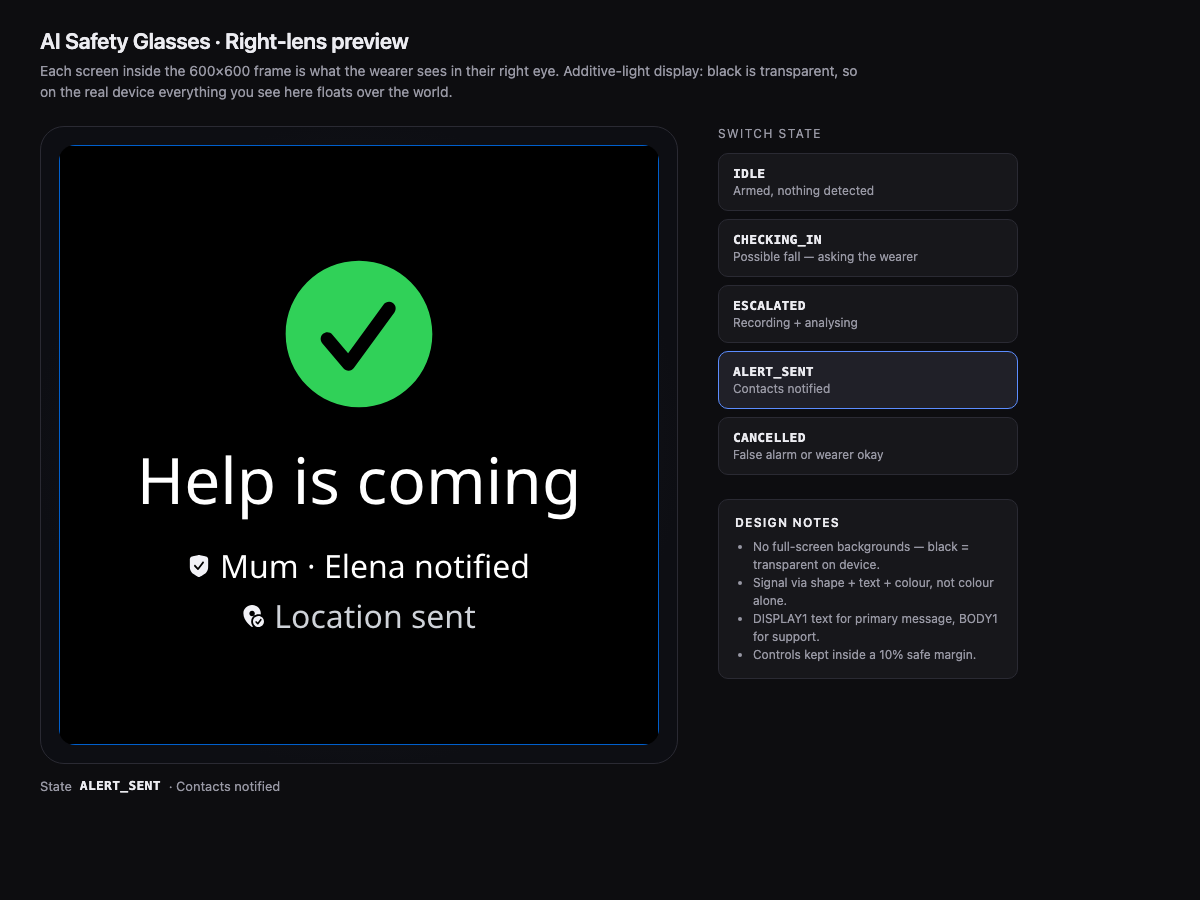 AI Safety Glasses · Right-lens preview
Each screen inside the 600×600 frame is what the wearer sees in their right eye. Additive-light display: black is transparent, so
on the real device everything you see here floats over the world.
Help is coming
Mum · Elena notified
Location sent
State ALERT_SENT · Contacts notified
SWITCH STATE
IDLE
Armed, nothing detected
CHECKING_IN
Possible fall — asking the wearer
ESCALATED
Recording + analysing
ALERT_SENT
Contacts notified
CANCELLED
False alarm or wearer okay
DESIGN NOTES
• No full-screen backgrounds — black =
transparent on device.
• Signal via shape + text + colour, not colour
alone.
• DISPLAY1 text for primary message, BODY1
for support.
• Controls kept inside a 10% safe margin.